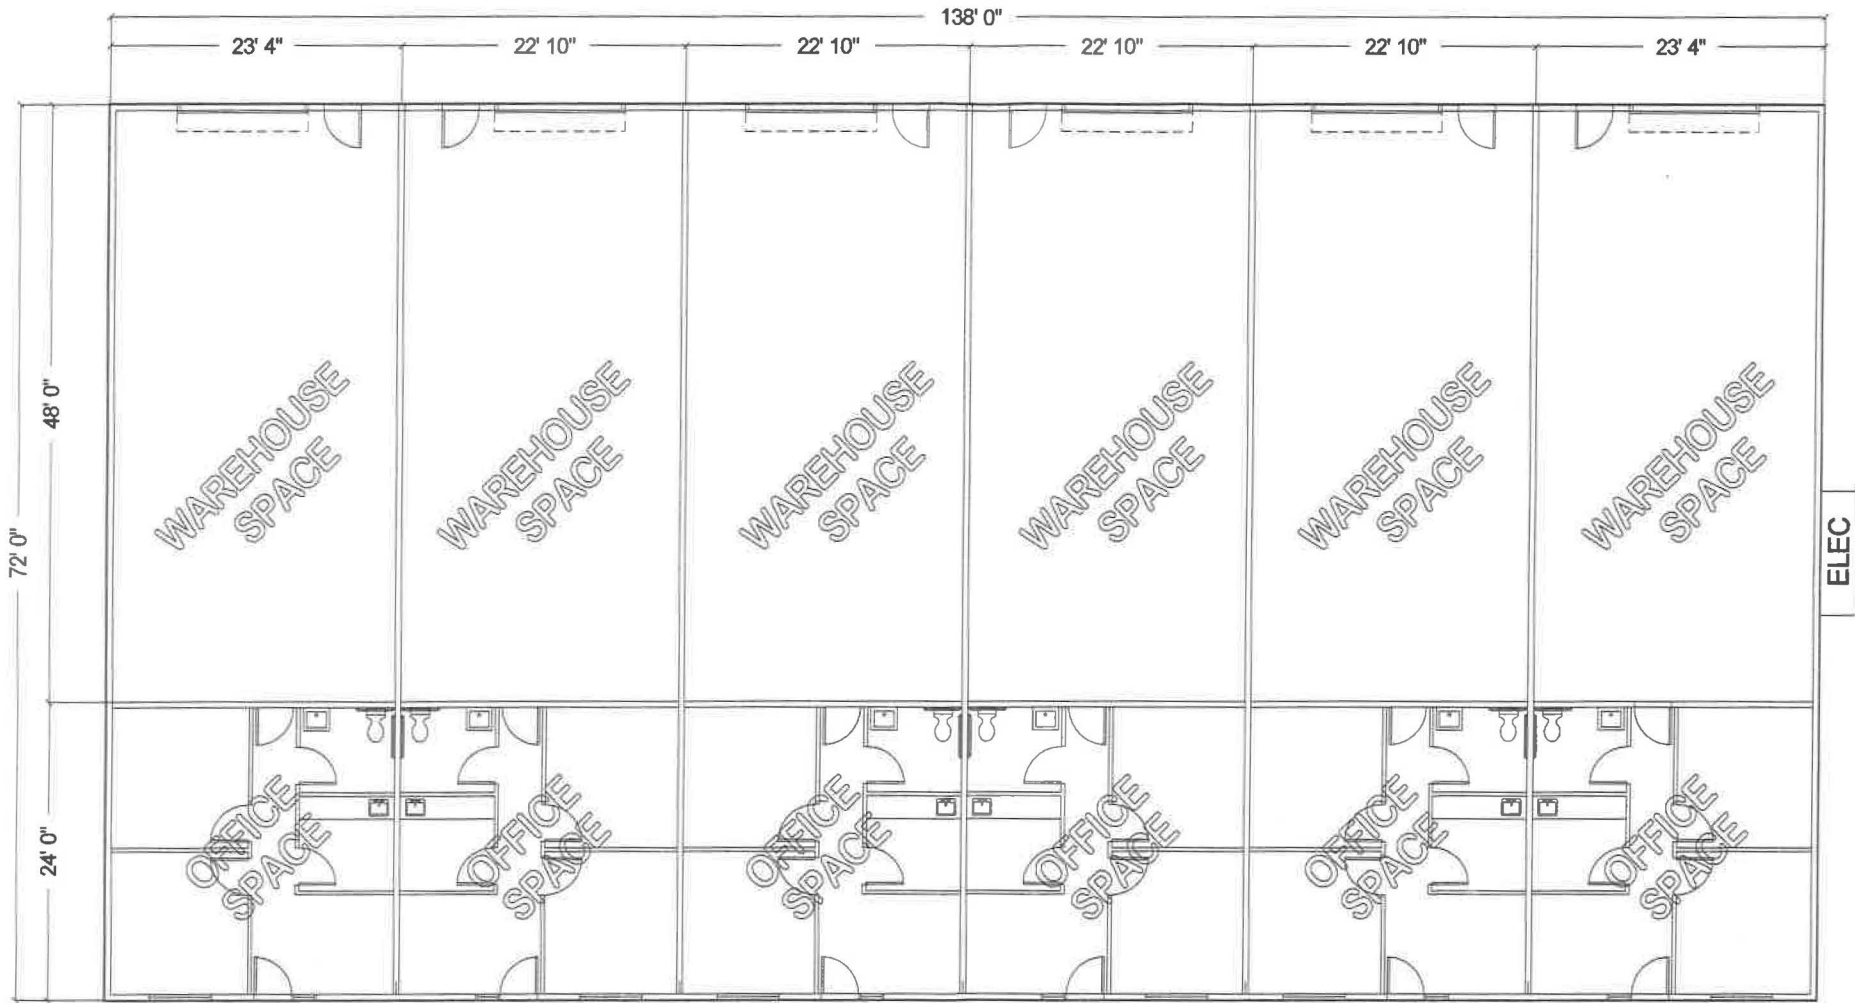 138' 0"
23' 4"
22' 10"
22' 10"
22' 10"
22' 10"
23' 4"
48' 0"
72' 0"
24' 0"
WAREHOUSE
SPACE
WAREHOUSE
SPACE
WAREHOUSE
SPACE
WAREHOUSE
SPACE
WAREHOUSE
SPACE
WAREHOUSE
SPACE
ELEC
OFFICE
SPACE
OFFICE
SPACE
OFFICE
SPACE
OFFICE
SPACE
OFFICE
SPACE
OFFICE
SPACE